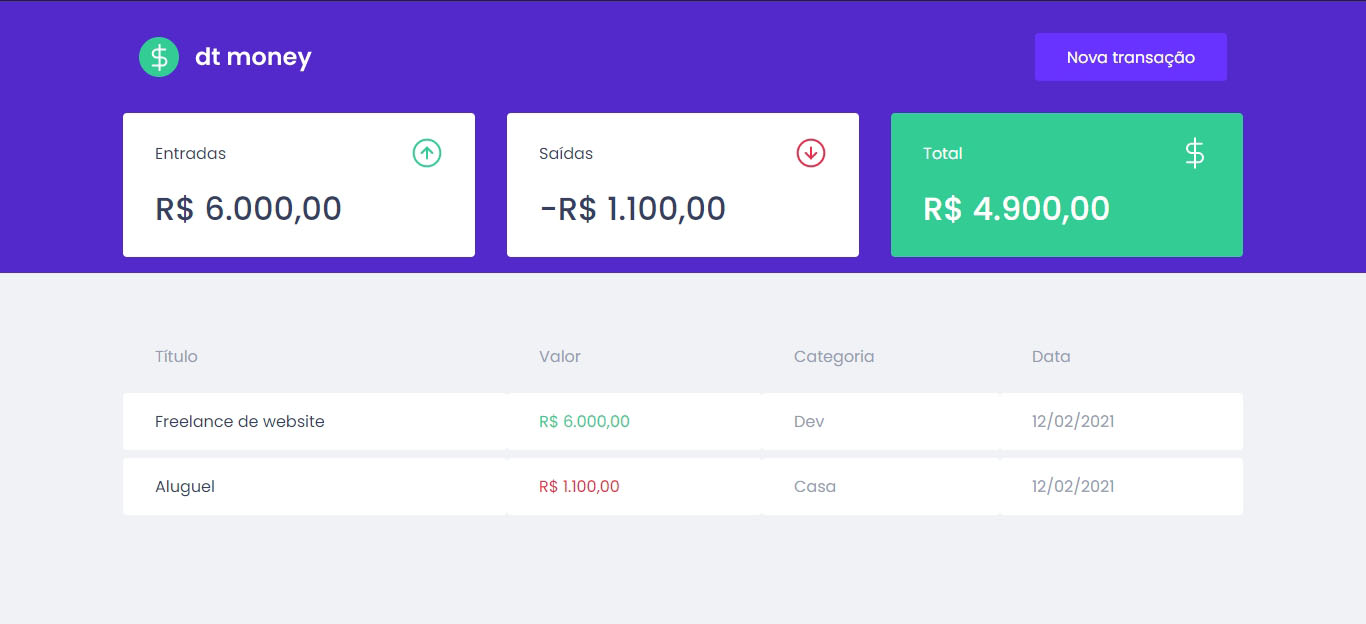 $ dt money
Nova transação
Entradas
Saídas
Total $
R$ 6.000,00
-R$ 1.100,00
R$ 4.900,00
Título Valor Categoria Data
Freelance de website R$ 6.000,00 Dev 12/02/2021
Aluguel R$ 1.100,00 Casa 12/02/2021